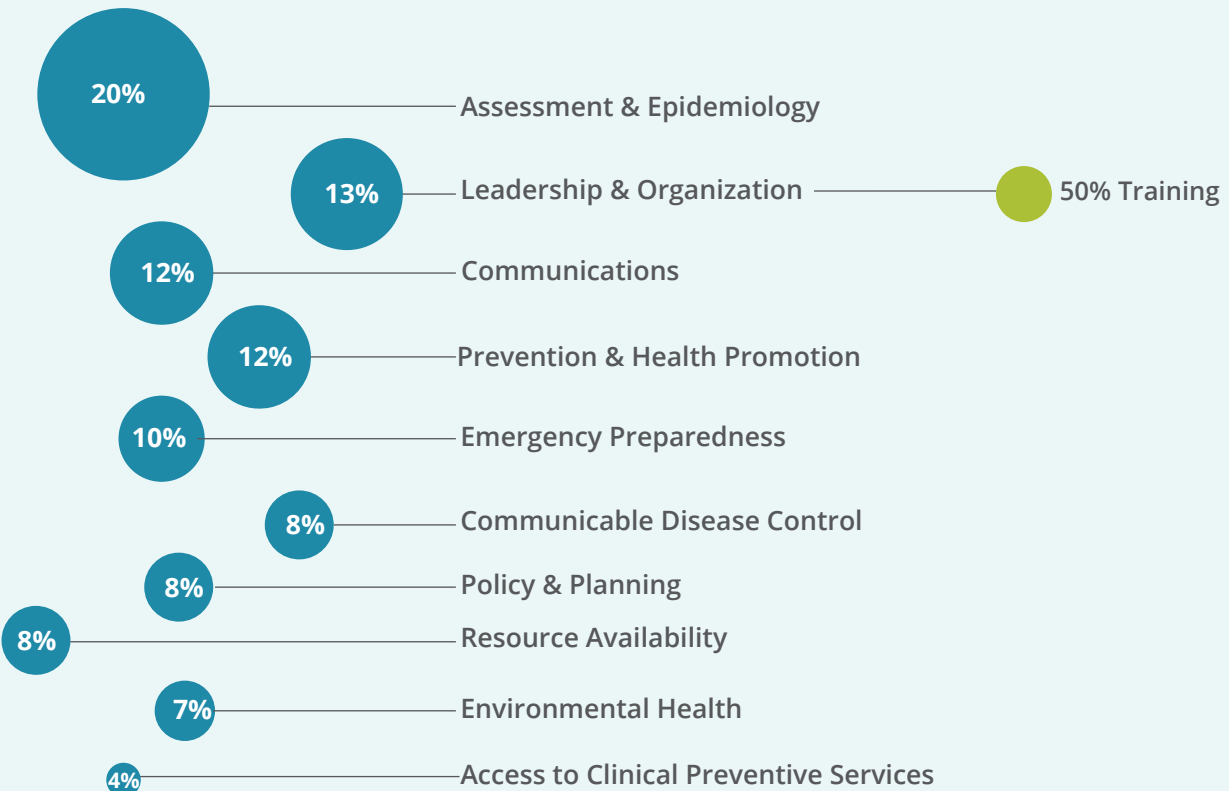 20%
Assessment & Epidemiology
13%
Leadership & Organization
50% Training
12%
Communications
12%
Prevention & Health Promotion
10%
Emergency Preparedness
8%
Communicable Disease Control
8%
Policy & Planning
8%
Resource Availability
7%
Environmental Health
4%
Access to Clinical Preventive Services